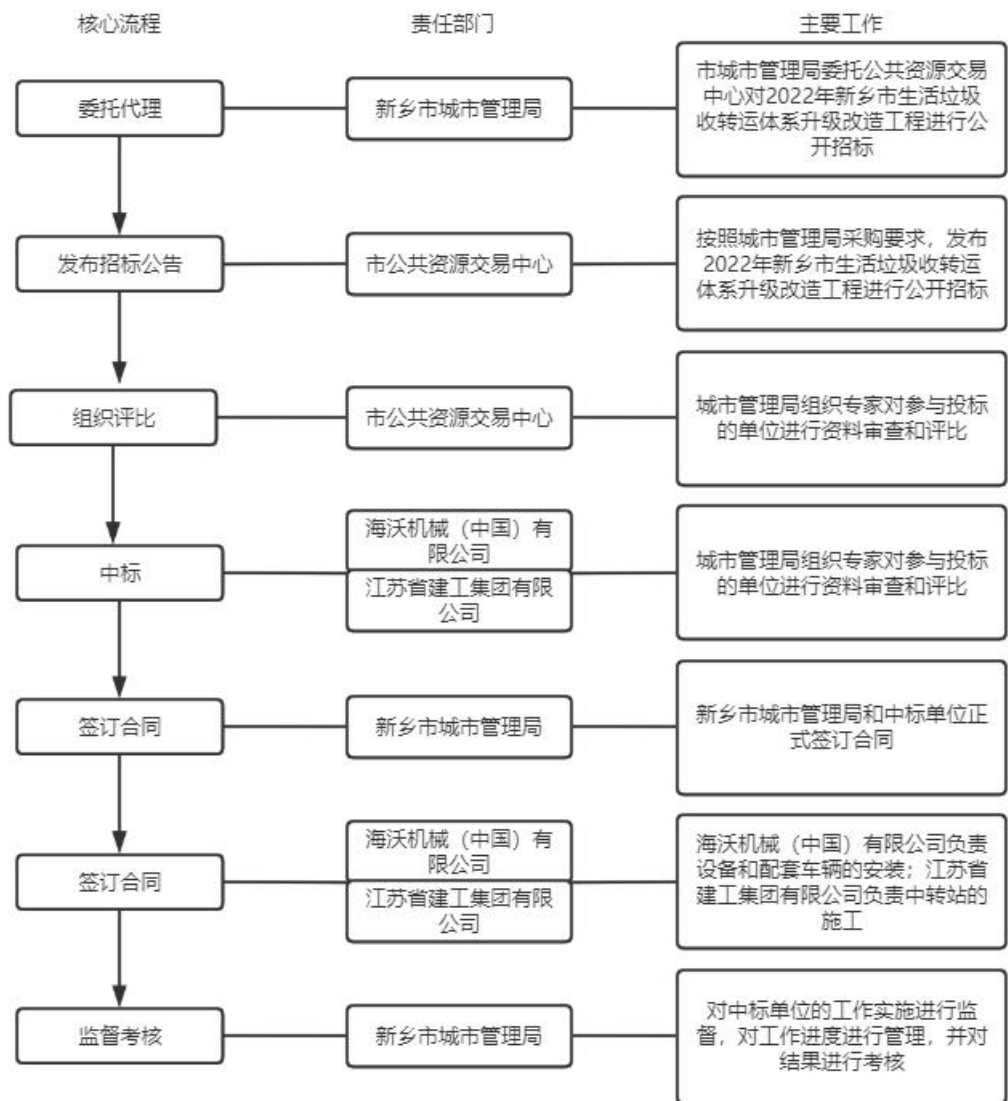 核心流程
责任部门
主要工作
委托代理
新乡市城市管理局
市城市管理局委托公共资源交易
中心对2022年新乡市生活垃圾
收转运体系升级改造工程进行公
开招标
发布招标公告
市公共资源交易中心
按照城市管理局采购要求，发布
2022年新乡市生活垃圾收转运
体系升级改造工程进行公开招标
组织评比
市公共资源交易中心
城市管理局组织专家对参与投标
的单位进行资料审查和评比
中标
海沃机械（中国）有
限公司
江苏省建工集团有限
公司
城市管理局组织专家对参与投标
的单位进行资料审查和评比
签订合同
新乡市城市管理局
新乡市城市管理局和中标单位正
式签订合同
签订合同
海沃机械（中国）有
限公司
江苏省建工集团有限
公司
海沃机械（中国）有限公司负责
设备和配套车辆的安装；江苏省
建工集团有限公司负责中转站的
施工
监督考核
新乡市城市管理局
对中标单位的工作实施进行监
督，对工作进度进行管理，并对
结果进行考核